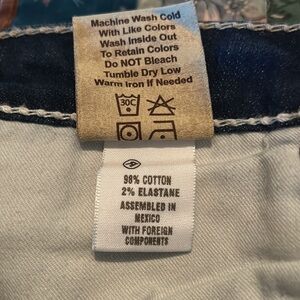 Machine Wash Cold
With Like Colors
Wash Inside Out
To Retain Colors
Do NOT Bleach
Tumble Dry Low
Warm Iron If Needed
30C
98% COTTON
2% ELASTANE
ASSEMBLED IN
MEXICO
WITH FOREIGN
COMPONENTS